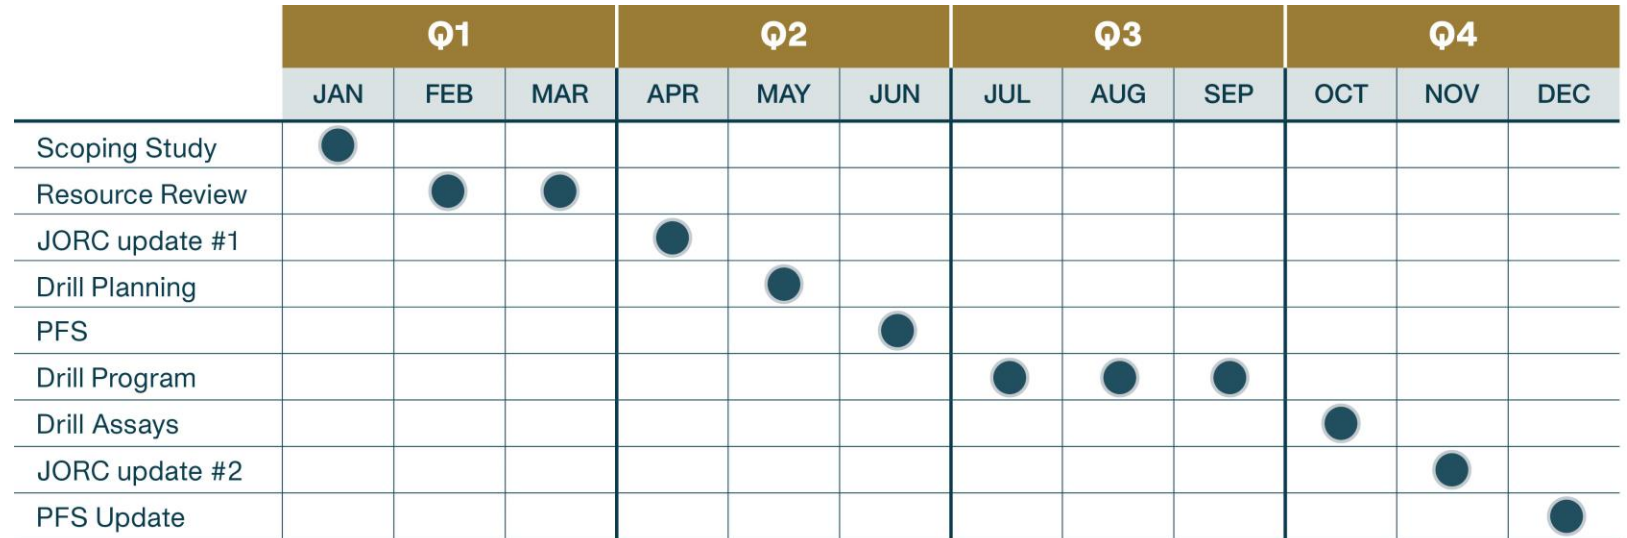 Q1 Q2 Q3 Q4
JAN FEB MAR APR MAY JUN JUL AUG SEP OCT NOV DEC
Scoping Study
Resource Review
JORC update #1
Drill Planning
PFS
Drill Program
Drill Assays
JORC update #2
PFS Update